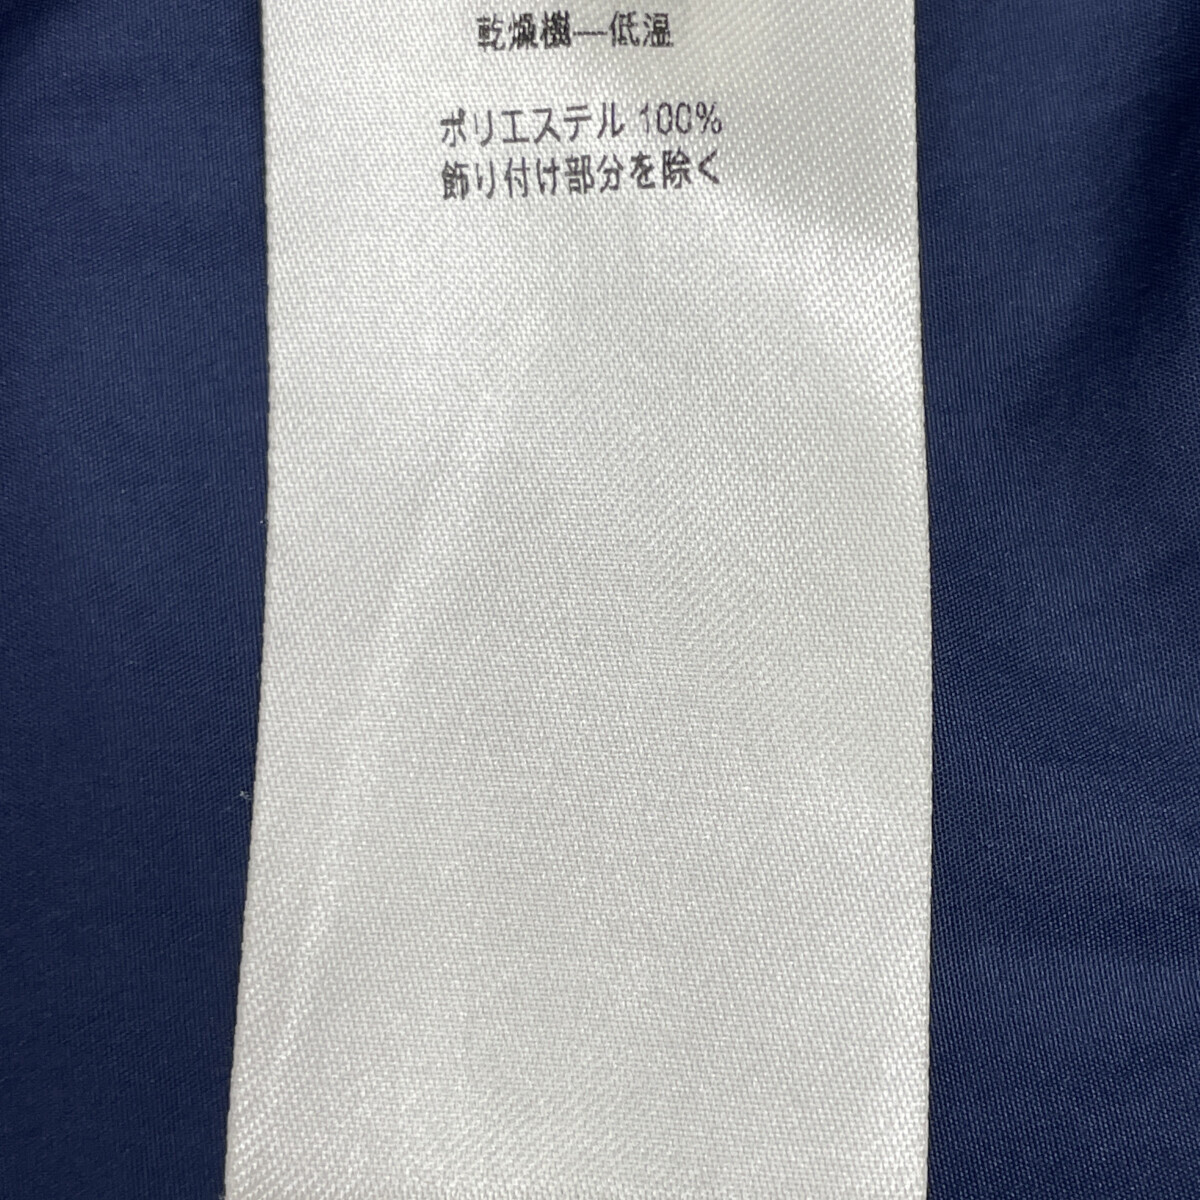 乾燥機—低温
ポリエステル 100%
飾り付け部分を除く